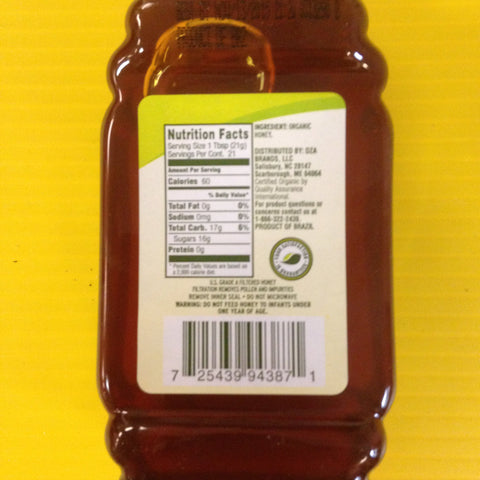 Nutrition Facts
Serving Size 1 Tbsp (21g)
Servings Per Cont. 21
Amount Per Serving
Calories 60
% Daily Value*
Total Fat 0g 0%
Sodium 0mg 0%
Total Carb. 17g 6%
Sugars 16g
Protein 0g
* Percent Daily Values are based on
a 2,000 calorie diet.
INGREDIENT: ORGANIC
HONEY.
DISTRIBUTED BY: DZA
BRANDS, LLC
Salisbury, NC 28147
Scarborough, ME 04064
Certified Organic by
Quality Assurance
International.
For product questions or
concerns contact us at
1-866-322-2439.
PRODUCT OF BRAZIL
U.S. GRADE A FILTERED HONEY
FILTRATION REMOVES POLLEN AND IMPURITIES
REMOVE INNER SEAL • DO NOT MICROWAVE
WARNING: DO NOT FEED HONEY TO INFANTS UNDER
ONE YEAR OF AGE.
7 25439 94387 1